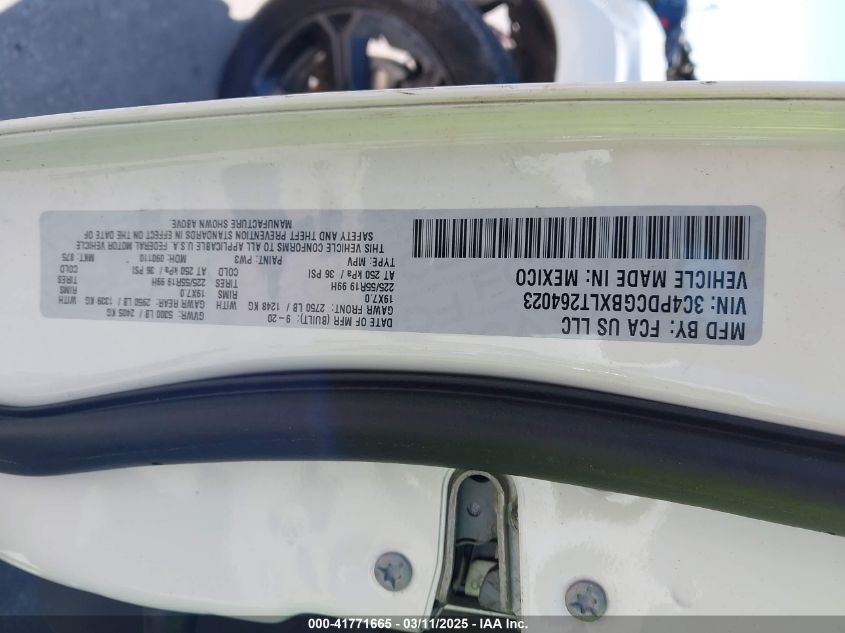 MFD BY: FCA US LLC
VIN: 3C4PDCGBXLT264023
VEHICLE MADE IN: MEXICO
DATE OF MFR (BUILT): 9-20 GVWR: 5300 LB / 2405 KG
GAWR FRONT: 2750 LB / 1248 KG WITH GAWR REAR: 2950 LB / 1339 KG WITH
19X7.0 RIMS 19X7.0 RIMS
225/55R19 99H TIRES 225/55R19 99H TIRES
AT 250 kPa / 36 PSI COLD AT 250 kPa / 36 PSI COLD
TYPE: MPV PAINT: PW3 MDH: 090110 MKT: 875
THIS VEHICLE CONFORMS TO ALL APPLICABLE U.S.A. FEDERAL MOTOR VEHICLE
SAFETY AND THEFT PREVENTION STANDARDS IN EFFECT ON THE DATE OF
MANUFACTURE SHOWN ABOVE.
000-41771665 - 03/11/2025 - IAA Inc.